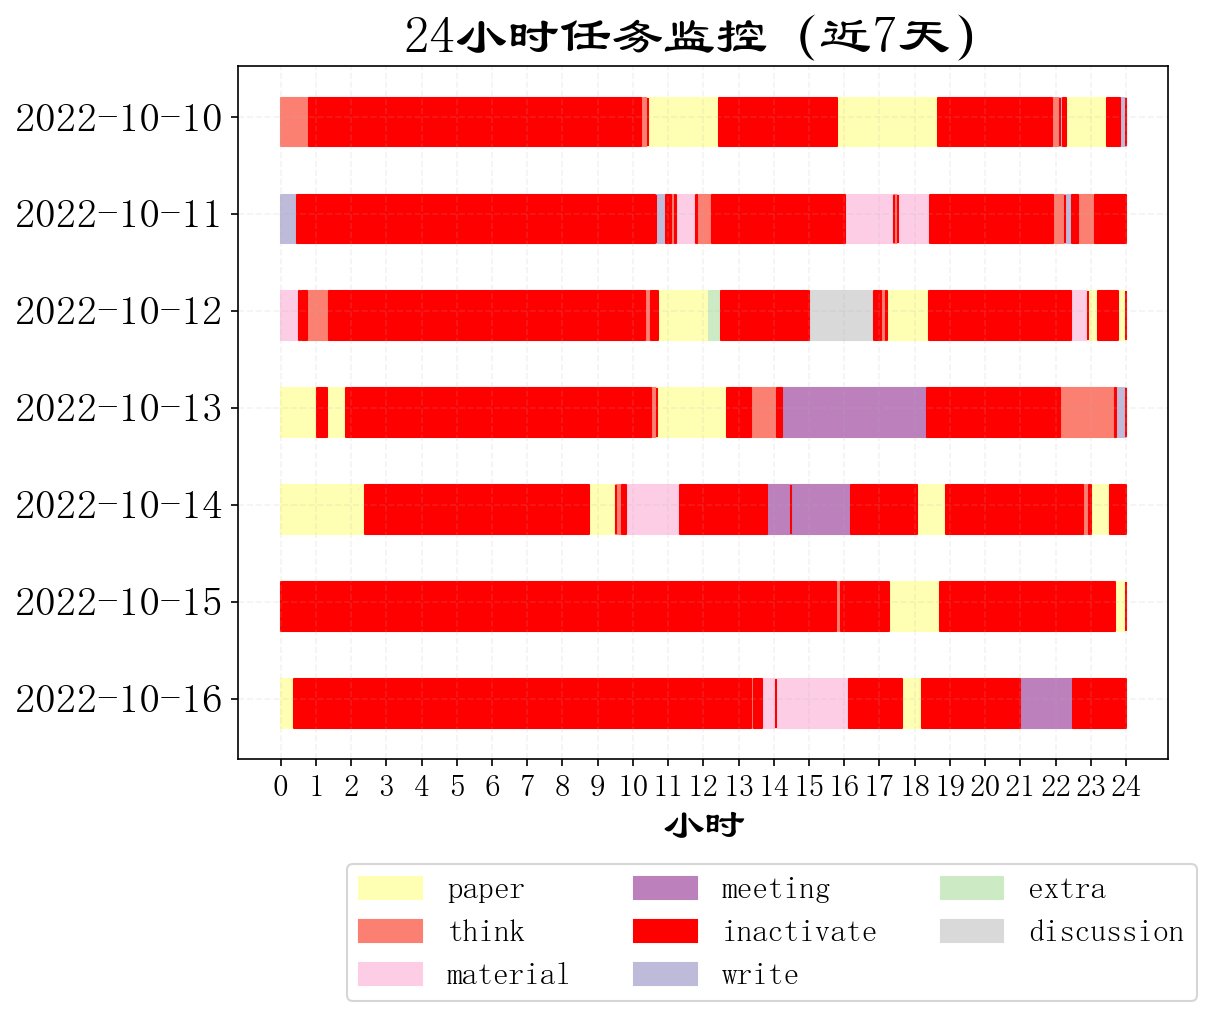 24小时任务监控 (近7天)
2022-10-10
2022-10-11
2022-10-12
2022-10-13
2022-10-14
2022-10-15
2022-10-16
0 1 2 3 4 5 6 7 8 9 10 11 12 13 14 15 16 17 18 19 20 21 22 23 24
小时
paper meeting extra
think inactivate discussion
material write